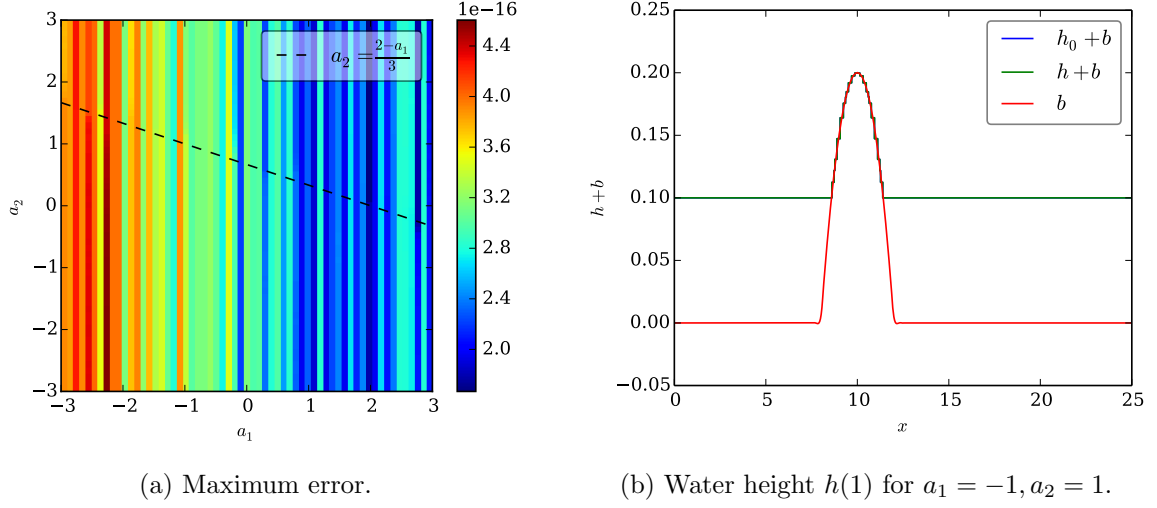 1e−16
a₂ = (2−a₁)/3
3
2
1
0
−1
−2
−3
a₂
−3 −2 −1 0 1 2 3
a₁
4.4
4.0
3.6
3.2
2.8
2.4
2.0
(a) Maximum error.
0.25
0.20
0.15
0.10
0.05
0.00
−0.05
h+b
h₀+b
h+b
b
0 5 10 15 20 25
x
(b) Water height h(1) for a₁ = −1, a₂ = 1.